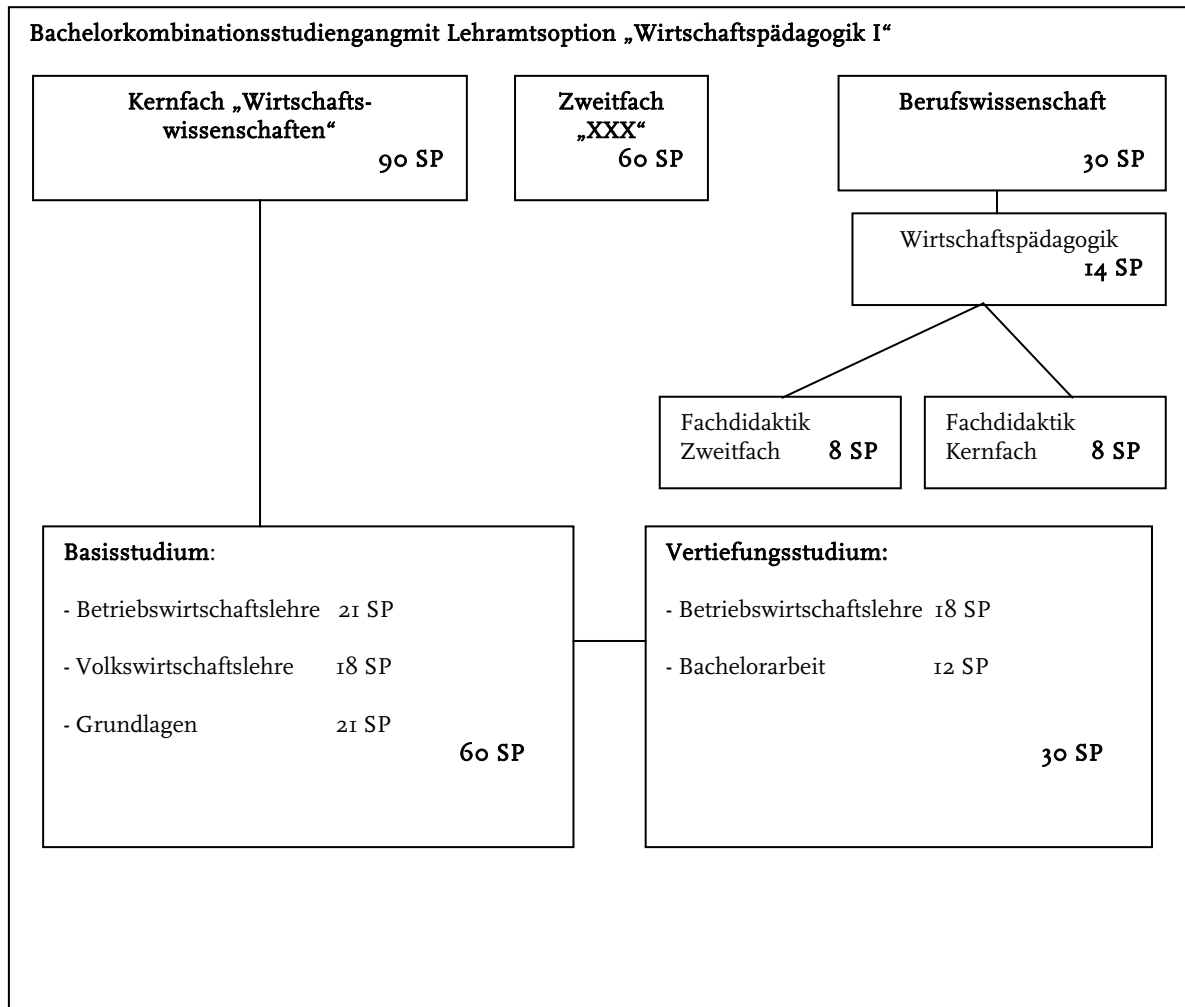 Bachelorkombinationsstudiengangmit Lehramtsoption „Wirtschaftspädagogik I“
Kernfach „Wirtschafts-
wissenschaften“
90 SP
Zweitfach
„XXX“
60 SP
Berufswissenschaft
30 SP
Wirtschaftspädagogik
14 SP
Fachdidaktik
Zweitfach 8 SP
Fachdidaktik
Kernfach 8 SP
Basisstudium:
- Betriebswirtschaftslehre 21 SP
- Volkswirtschaftslehre 18 SP
- Grundlagen 21 SP
60 SP
Vertiefungsstudium:
- Betriebswirtschaftslehre 18 SP
- Bachelorarbeit 12 SP
30 SP